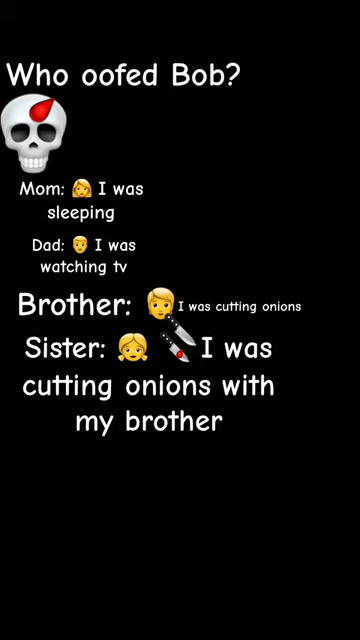 Who oofed Bob?
Mom: 👩 I was
sleeping
Dad: 👨 I was
watching tv
Brother: 👱 I was cutting onions
Sister: 👧 🔪 I was
cutting onions with
my brother